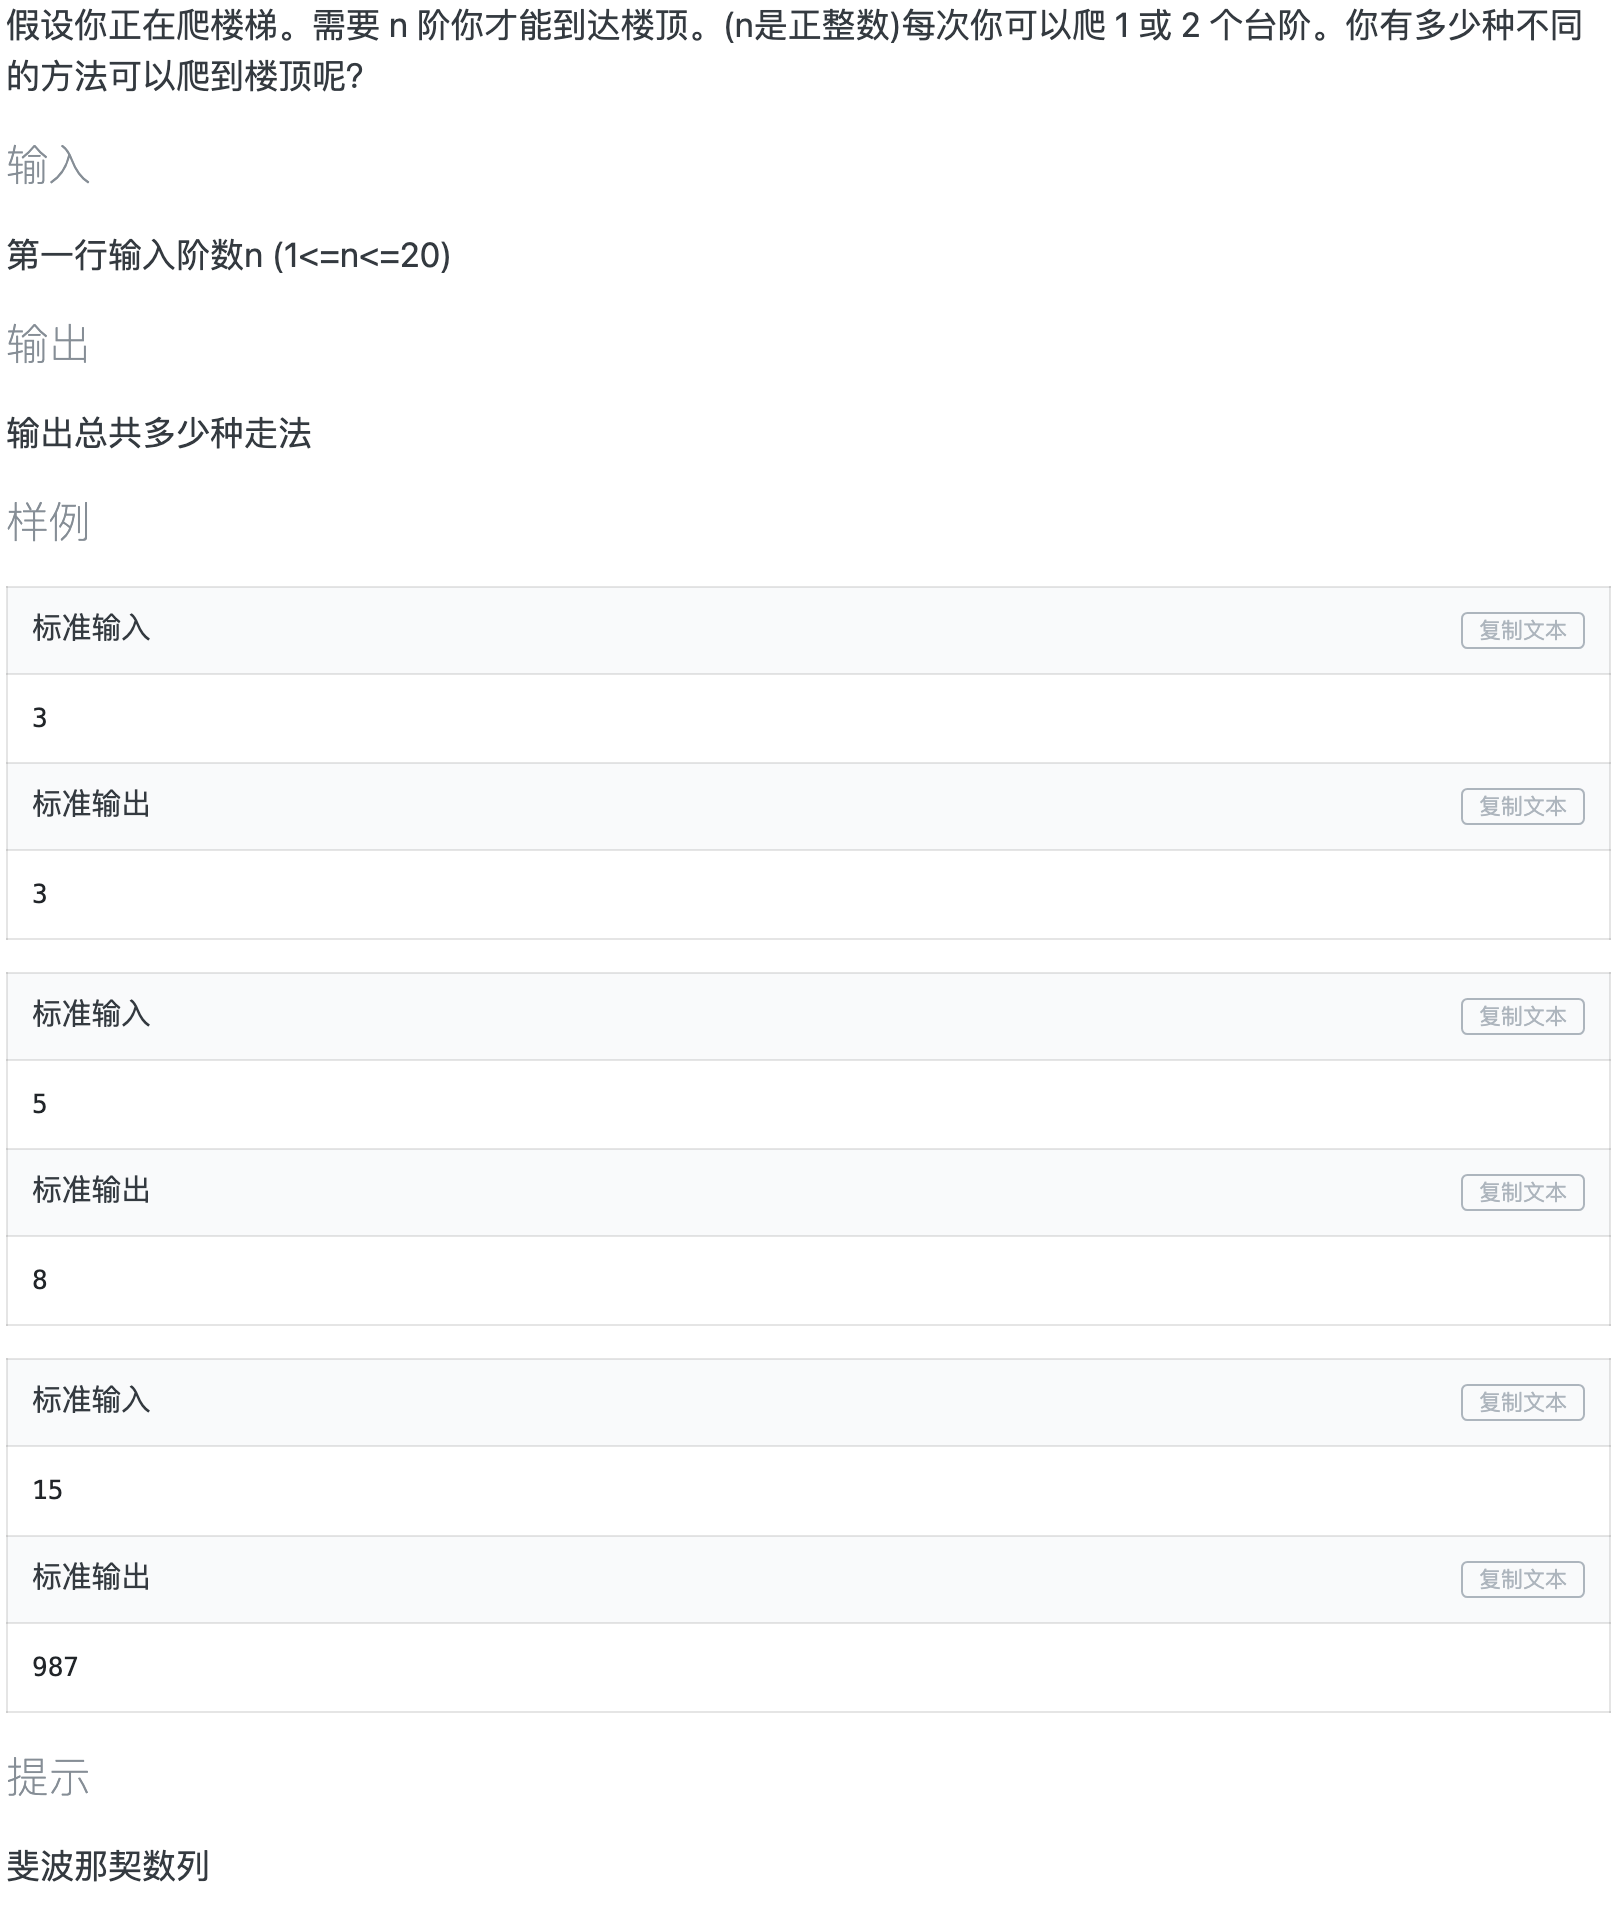 假设你正在爬楼梯。需要 n 阶你才能到达楼顶。(n是正整数)每次你可以爬 1 或 2 个台阶。你有多少种不同
的方法可以爬到楼顶呢?
输入
第一行输入阶数n (1<=n<=20)
输出
输出总共多少种走法
样例
标准输入 复制文本
3
标准输出 复制文本
3
标准输入 复制文本
5
标准输出 复制文本
8
标准输入 复制文本
15
标准输出 复制文本
987
提示
斐波那契数列